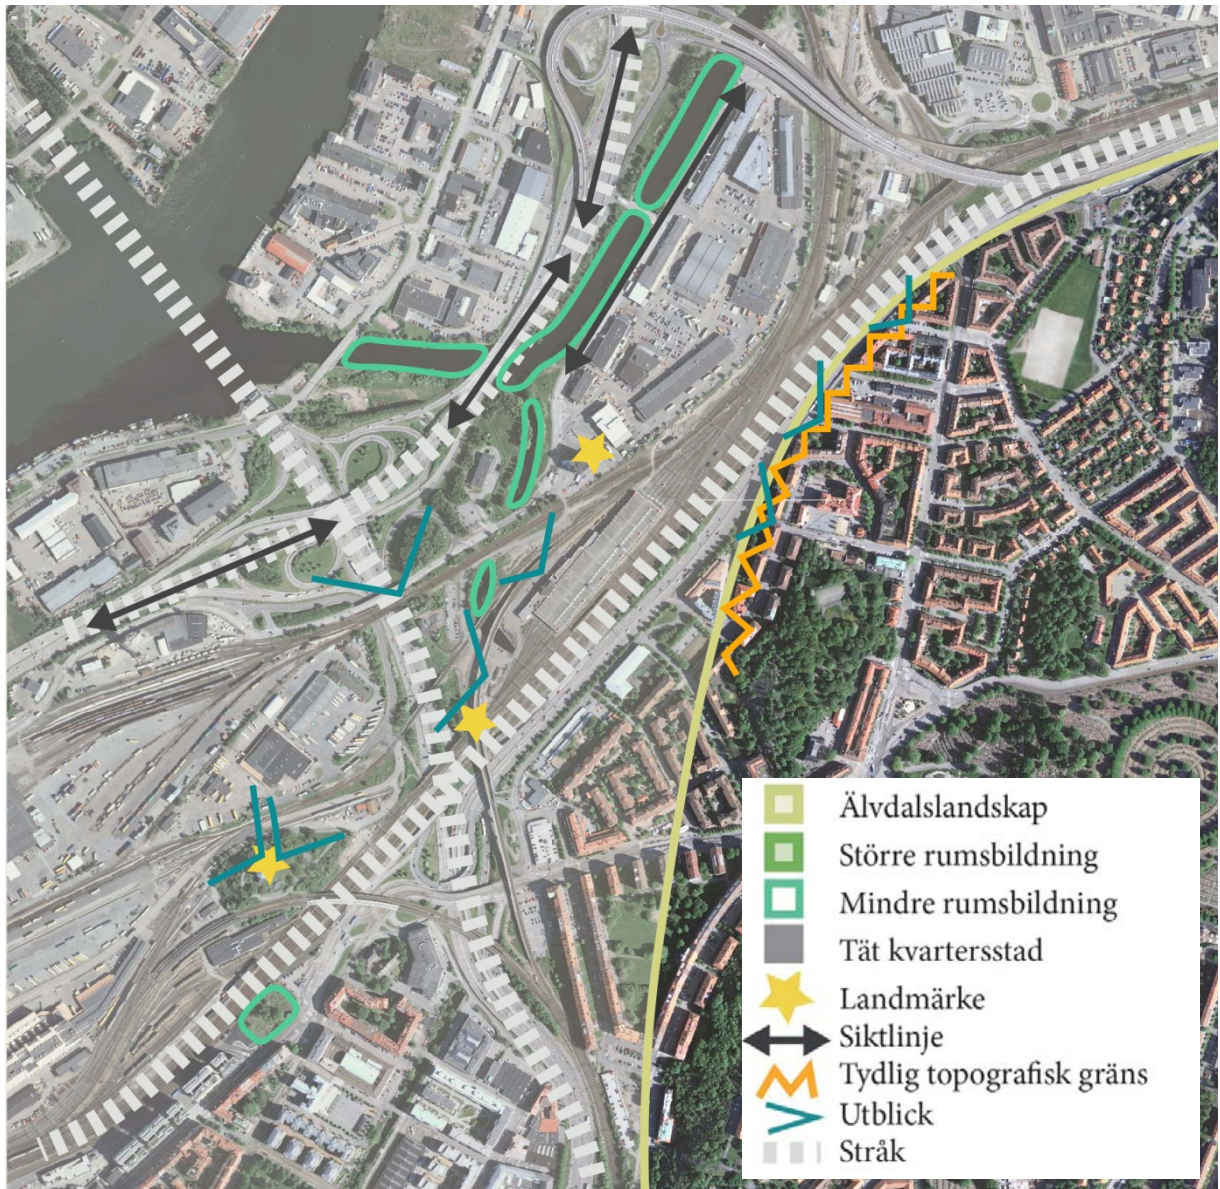 Älvdalslandskap
Större rumsbildning
Mindre rumsbildning
Tät kvartersstad
Landmärke
Siktlinje
Tydlig topografisk gräns
Utblick
Stråk